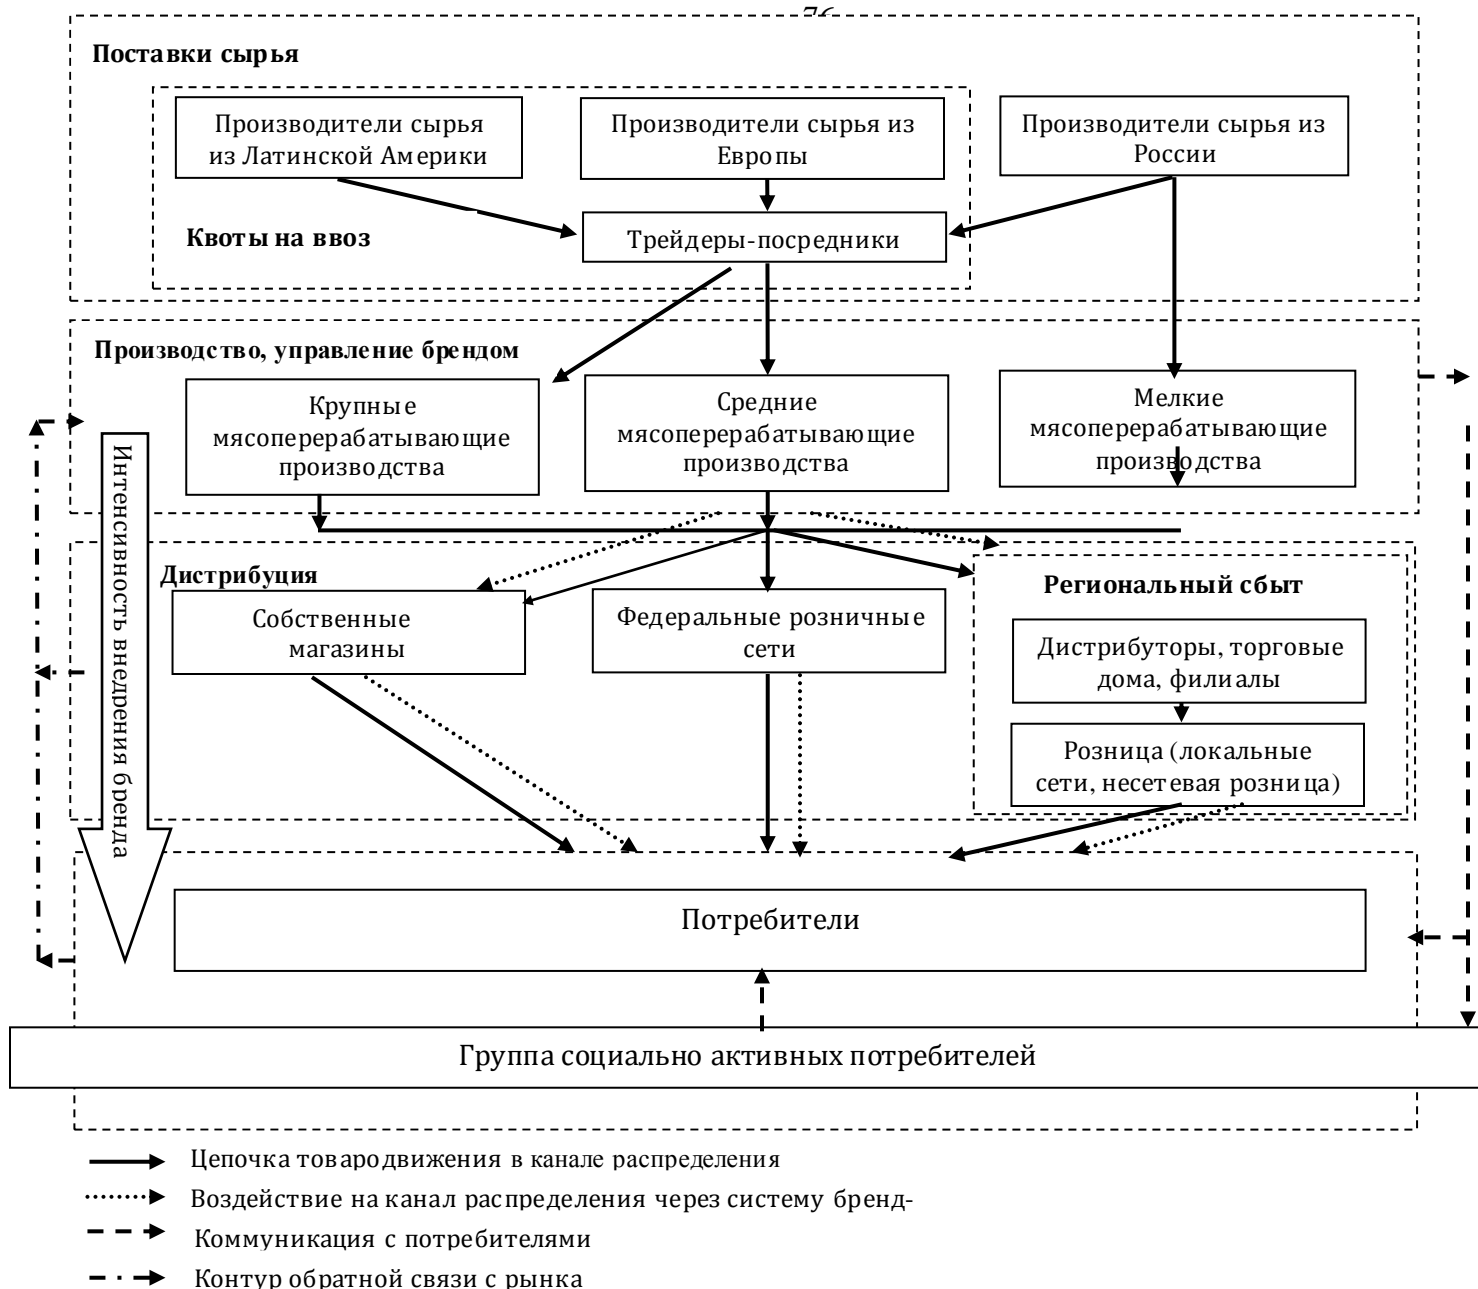 76
Поставки сырья
Производители сырья
из Латинской Америки
Производители сырья из
Европы
Производители сырья из
России
Квоты на ввоз
Трейдеры-посредники
Производство, управление брендом
Крупные
мясоперерабатывающие
производства
Средние
мясоперерабатывающие
производства
Мелкие
мясоперерабатывающие
производства
Интенсивность внедрения бренда
Дистрибуция
Собственные
магазины
Федеральные розничные
сети
Региональный сбыт
Дистрибуторы, торговые
дома, филиалы
Розница (локальные
сети, несетевая розница)
Потребители
Группа социально активных потребителей
Цепочка товародвижения в канале распределения
Воздействие на канал распределения через систему бренд-
Коммуникация с потребителями
Контур обратной связи с рынка